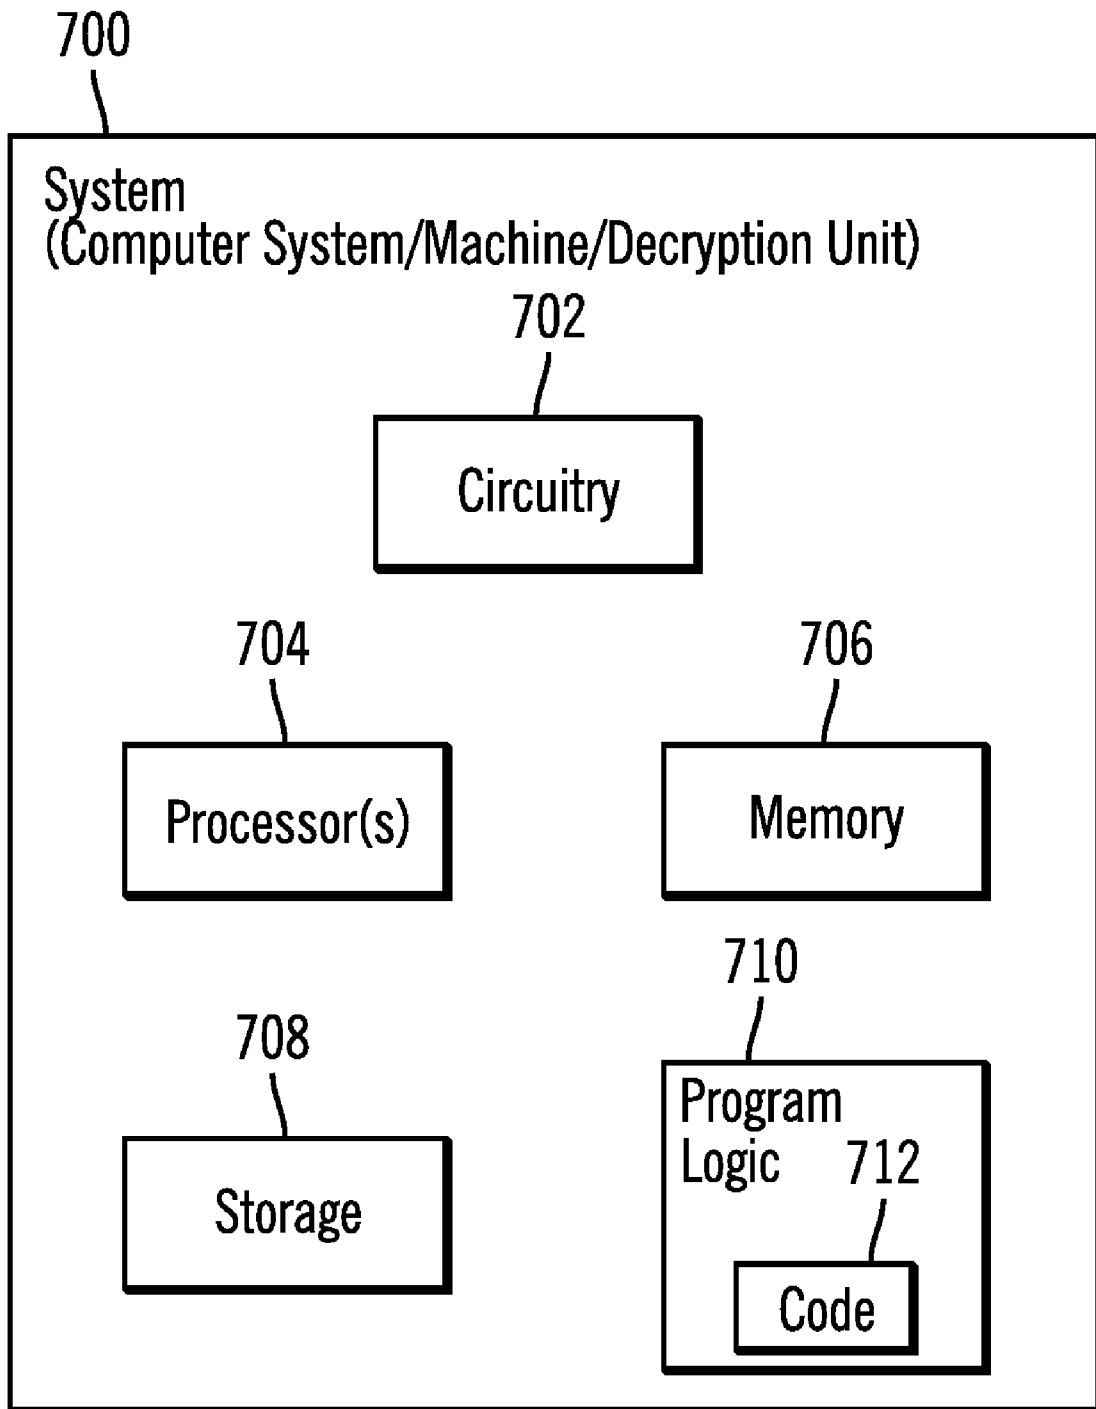 700
System
(Computer System/Machine/Decryption Unit)
702
Circuitry
704
706
Processor(s)
Memory
710
708
Program
Logic
712
Storage
Code